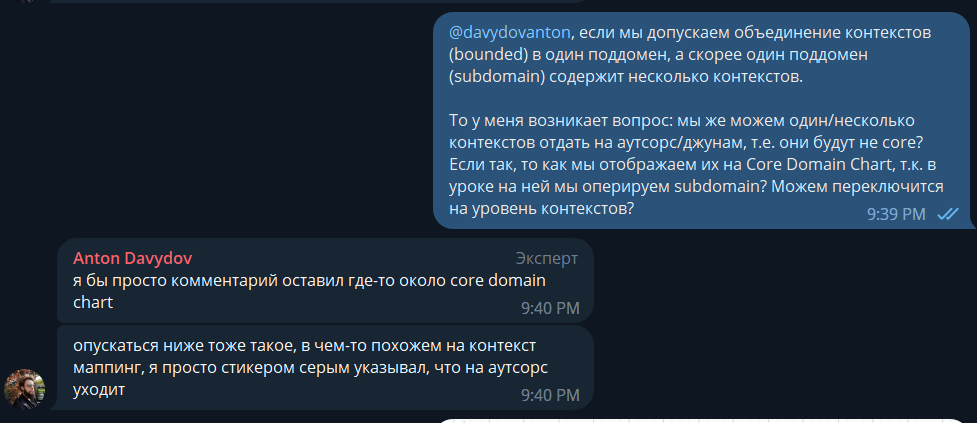 @davydovanton, если мы допускаем объединение контекстов
(bounded) в один поддомен, а скорее один поддомен
(subdomain) содержит несколько контекстов.
То у меня возникает вопрос: мы же можем один/несколько
контекстов отдать на аутсорс/джунам, т.е. они будут не core?
Если так, то как мы отображаем их на Core Domain Chart, т.к. в
уроке на ней мы оперируем subdomain? Можем переключится
на уровень контекстов?
9:39 PM
Anton Davydov Эксперт
я бы просто комментарий оставил где-то около core domain
chart
9:40 PM
опускаться ниже тоже такое, в чем-то похожем на контекст
маппинг, я просто стикером серым указывал, что на аутсорс
уходит
9:40 PM